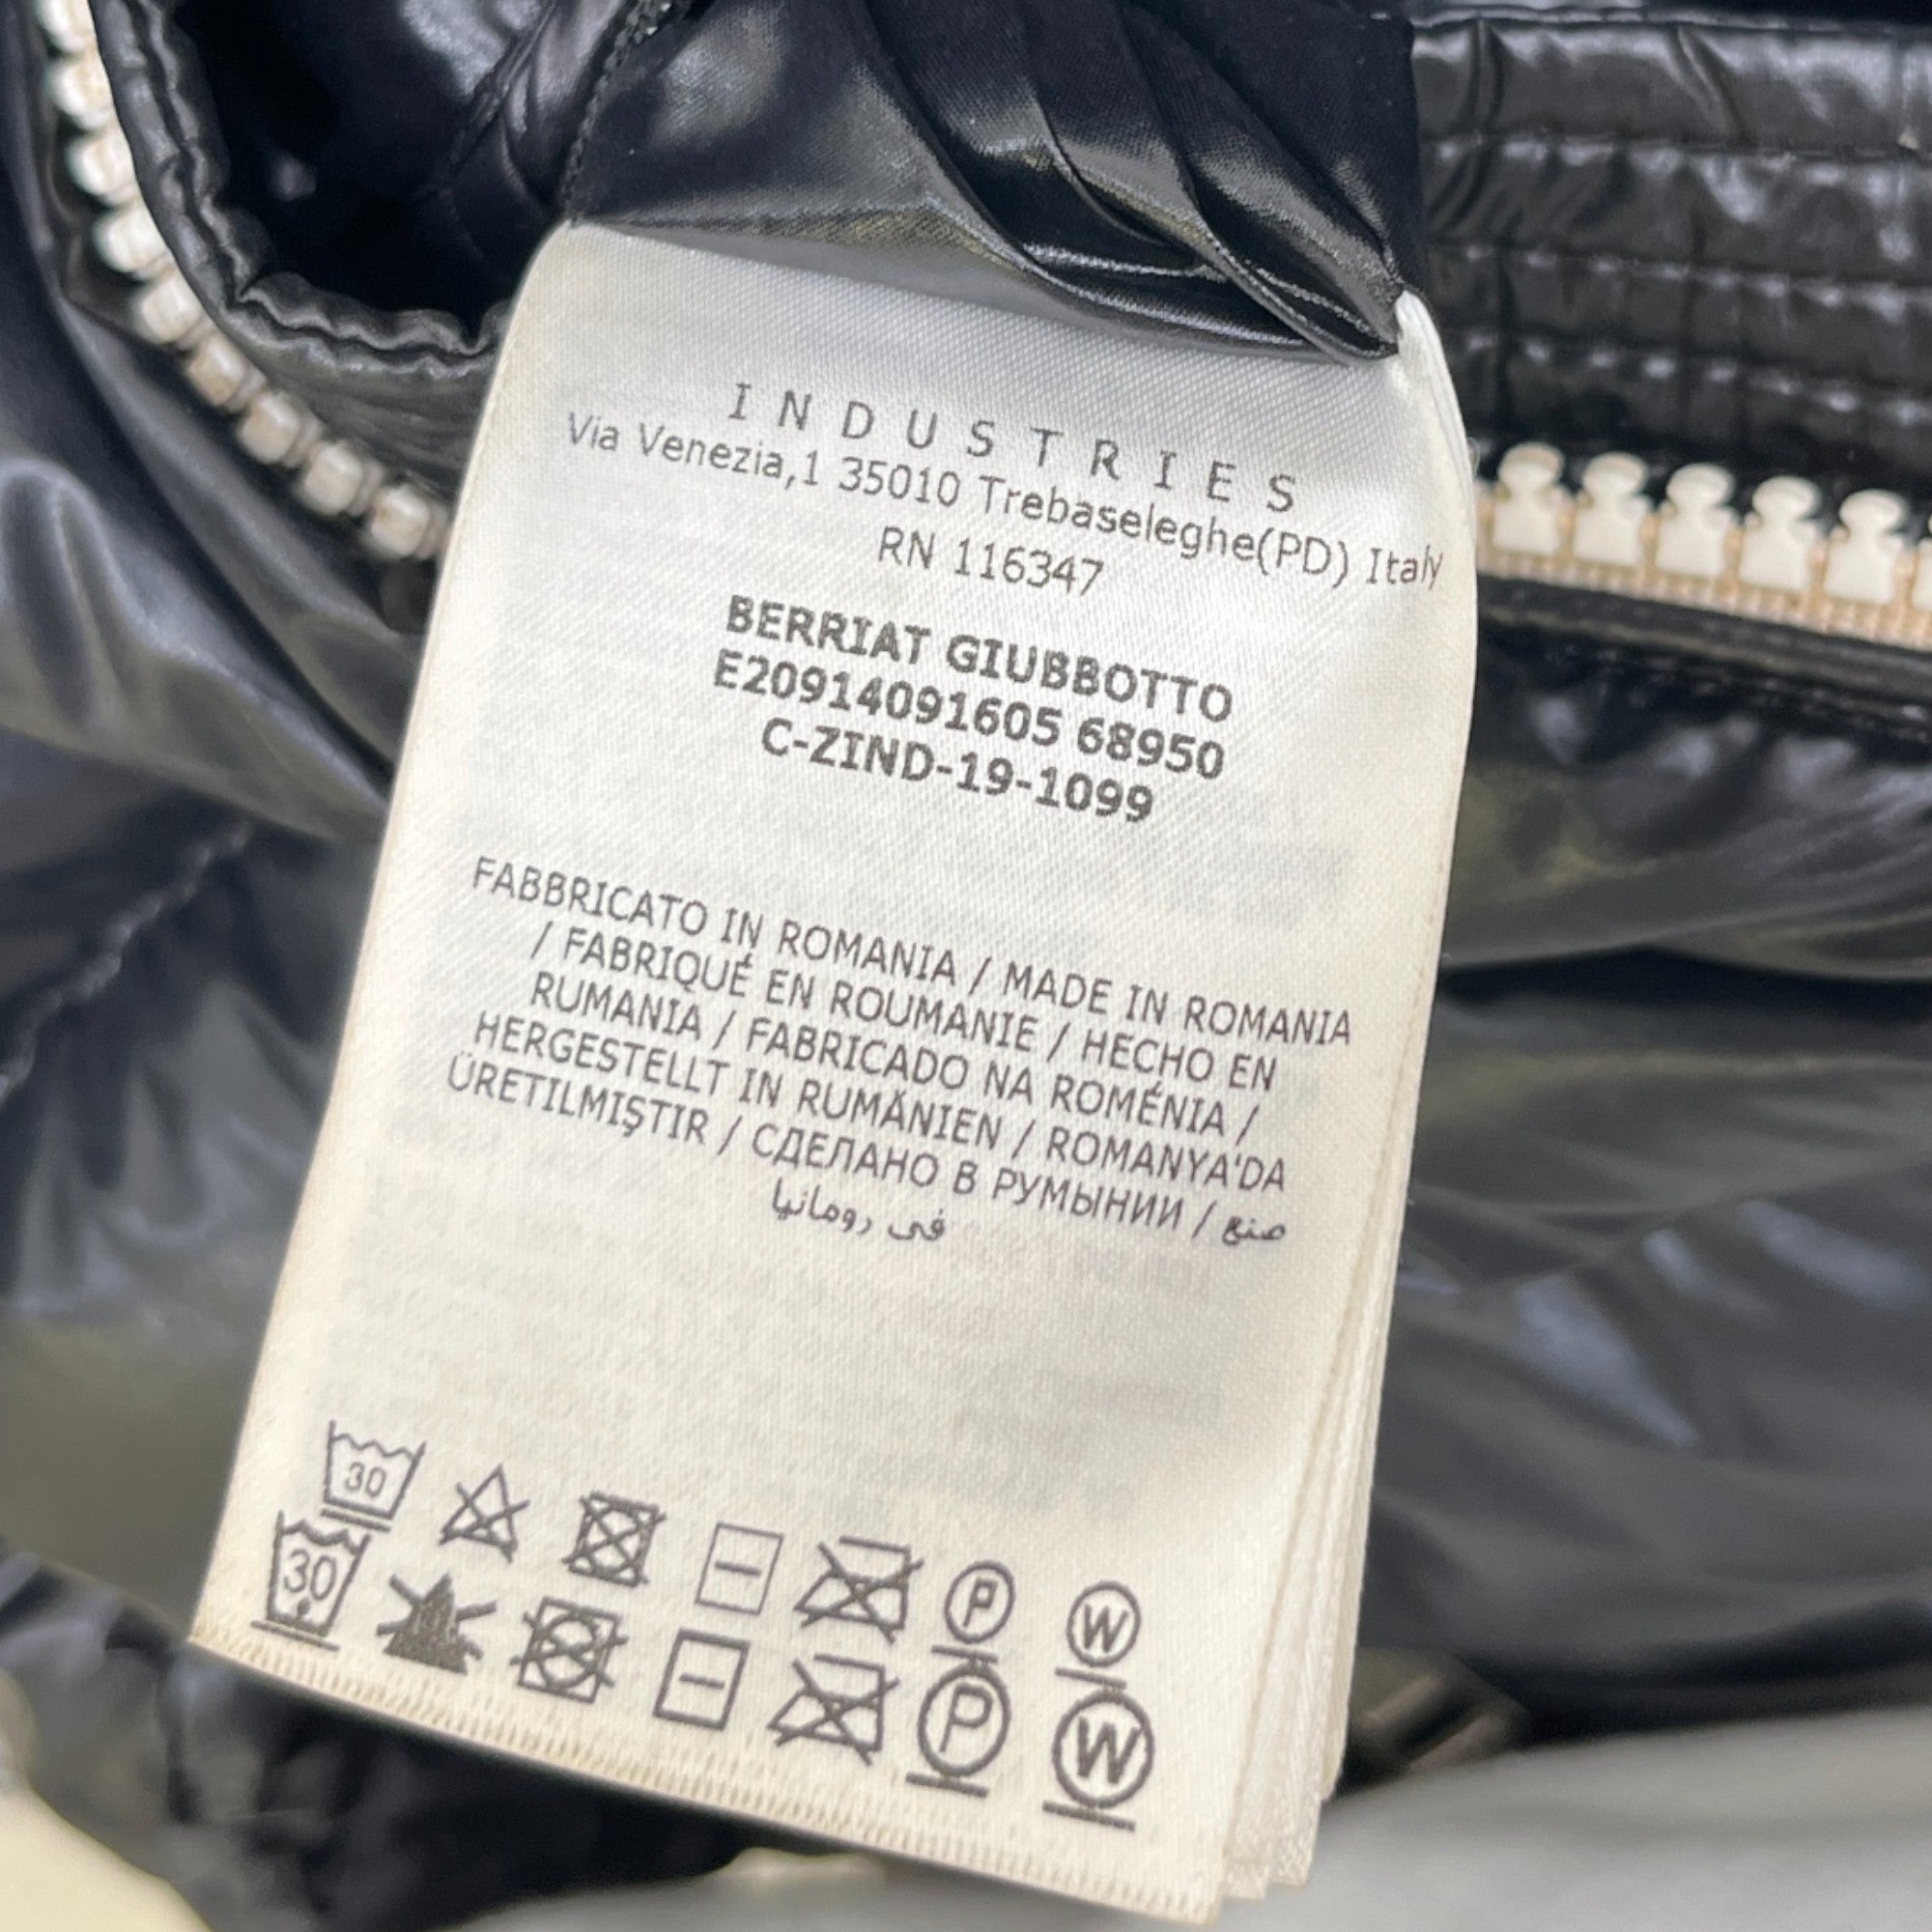 INDUSTRIES
Via Venezia,1 35010 Trebaseleghe(PD) Italy
RN 116347
BERRIAT GIUBBOTTO
E20914091605 68950
C-ZIND-19-1099
FABBRICATO IN ROMANIA / MADE IN ROMANIA
/ FABRIQUÉ EN ROUMANIE / HECHO EN
RUMANIA / FABRICADO NA ROMÉNIA /
HERGESTELLT IN RUMÄNIEN / ROMANYA'DA
ÜRETILMIŞTIR / СДЕЛАНО В РУМЫНИИ / صنع
في رومانيا
30 P W
30 P W